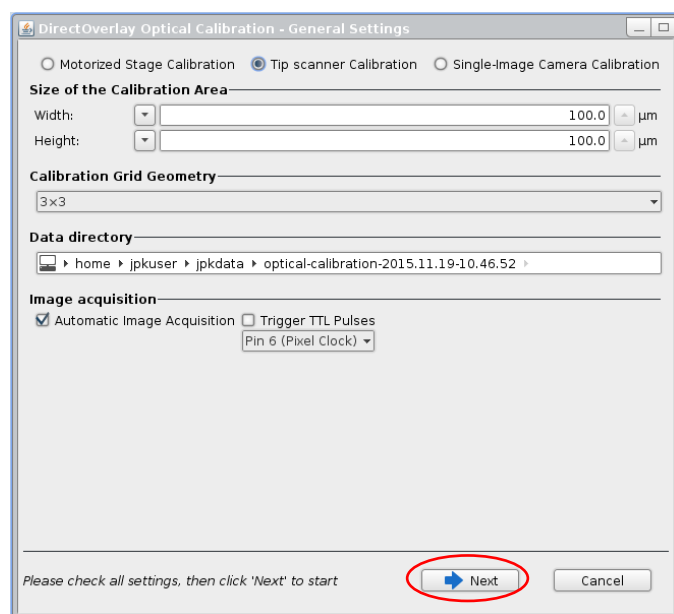 DirectOverlay Optical Calibration - General Settings
Motorized Stage Calibration Tip scanner Calibration Single-Image Camera Calibration
Size of the Calibration Area
Width: 100.0 µm
Height: 100.0 µm
Calibration Grid Geometry
3×3
Data directory
home jpkuser jpkdata optical-calibration-2015.11.19-10.46.52
Image acquisition
Automatic Image Acquisition Trigger TTL Pulses
Pin 6 (Pixel Clock)
Please check all settings, then click 'Next' to start Next Cancel